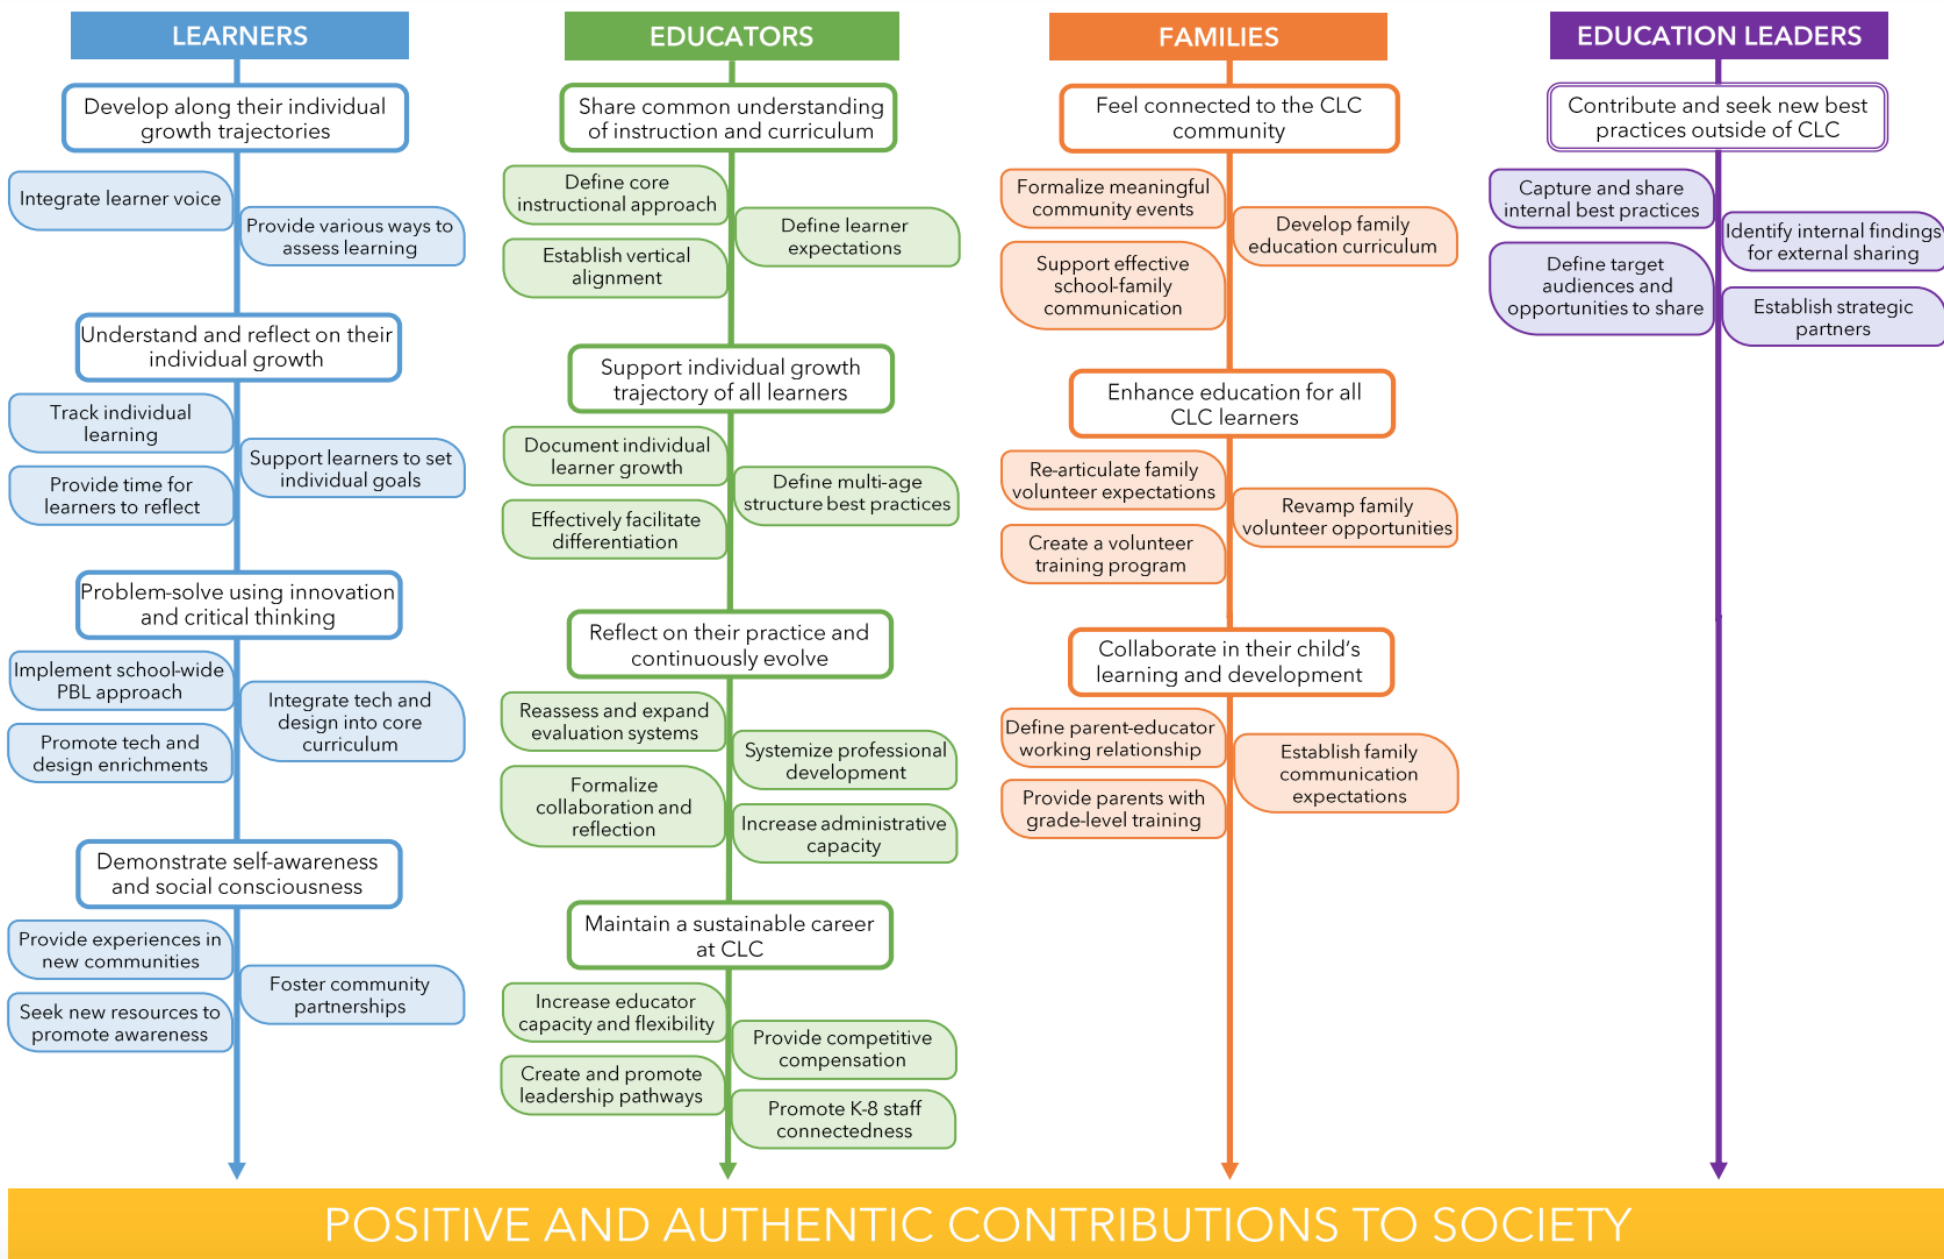 LEARNERS
Develop along their individual
growth trajectories
Integrate learner voice
Provide various ways to
assess learning
Understand and reflect on their
individual growth
Track individual
learning
Support learners to set
individual goals
Provide time for
learners to reflect
Problem-solve using innovation
and critical thinking
Implement school-wide
PBL approach
Integrate tech and
design into core
curriculum
Promote tech and
design enrichments
Demonstrate self-awareness
and social consciousness
Provide experiences in
new communities
Foster community
partnerships
Seek new resources to
promote awareness
EDUCATORS
Share common understanding
of instruction and curriculum
Define core
instructional approach
Define learner
expectations
Establish vertical
alignment
Support individual growth
trajectory of all learners
Document individual
learner growth
Define multi-age
structure best practices
Effectively facilitate
differentiation
Reflect on their practice and
continuously evolve
Reassess and expand
evaluation systems
Systemize professional
development
Formalize
collaboration and
reflection
Increase administrative
capacity
Maintain a sustainable career
at CLC
Increase educator
capacity and flexibility
Provide competitive
compensation
Create and promote
leadership pathways
Promote K-8 staff
connectedness
FAMILIES
Feel connected to the CLC
community
Formalize meaningful
community events
Develop family
education curriculum
Support effective
school-family
communication
Enhance education for all
CLC learners
Re-articulate family
volunteer expectations
Revamp family
volunteer opportunities
Create a volunteer
training program
Collaborate in their child's
learning and development
Define parent-educator
working relationship
Establish family
communication
expectations
Provide parents with
grade-level training
EDUCATION LEADERS
Contribute and seek new best
practices outside of CLC
Capture and share
internal best practices
Identify internal findings
for external sharing
Define target
audiences and
opportunities to share
Establish strategic
partners
POSITIVE AND AUTHENTIC CONTRIBUTIONS TO SOCIETY